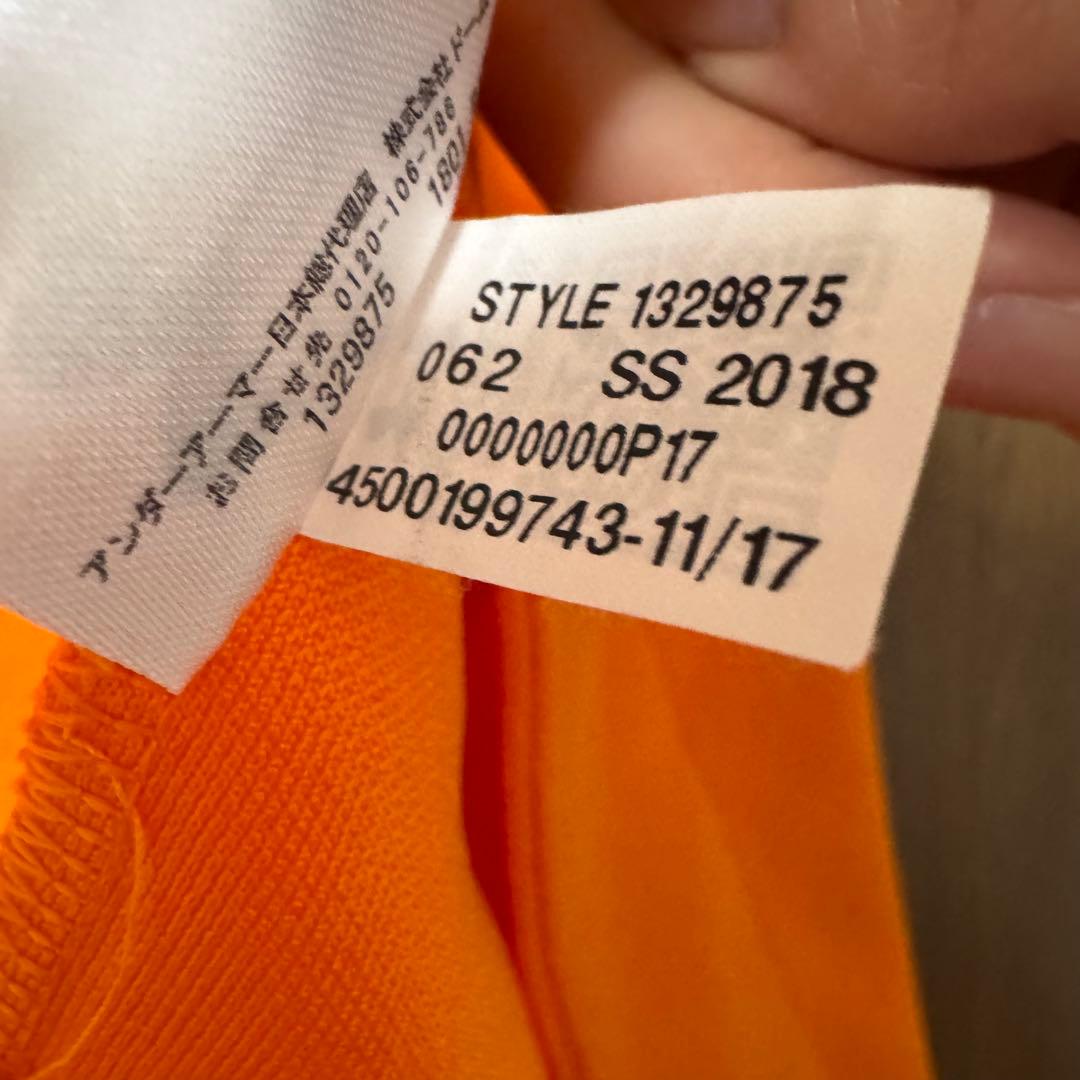 アンダーアーマー日本総代理店 株式会社ドーム
お問合せ先 0120-106-786
1329875 1801
STYLE 1329875
062 SS 2018
0000000P17
4500199743-11/17